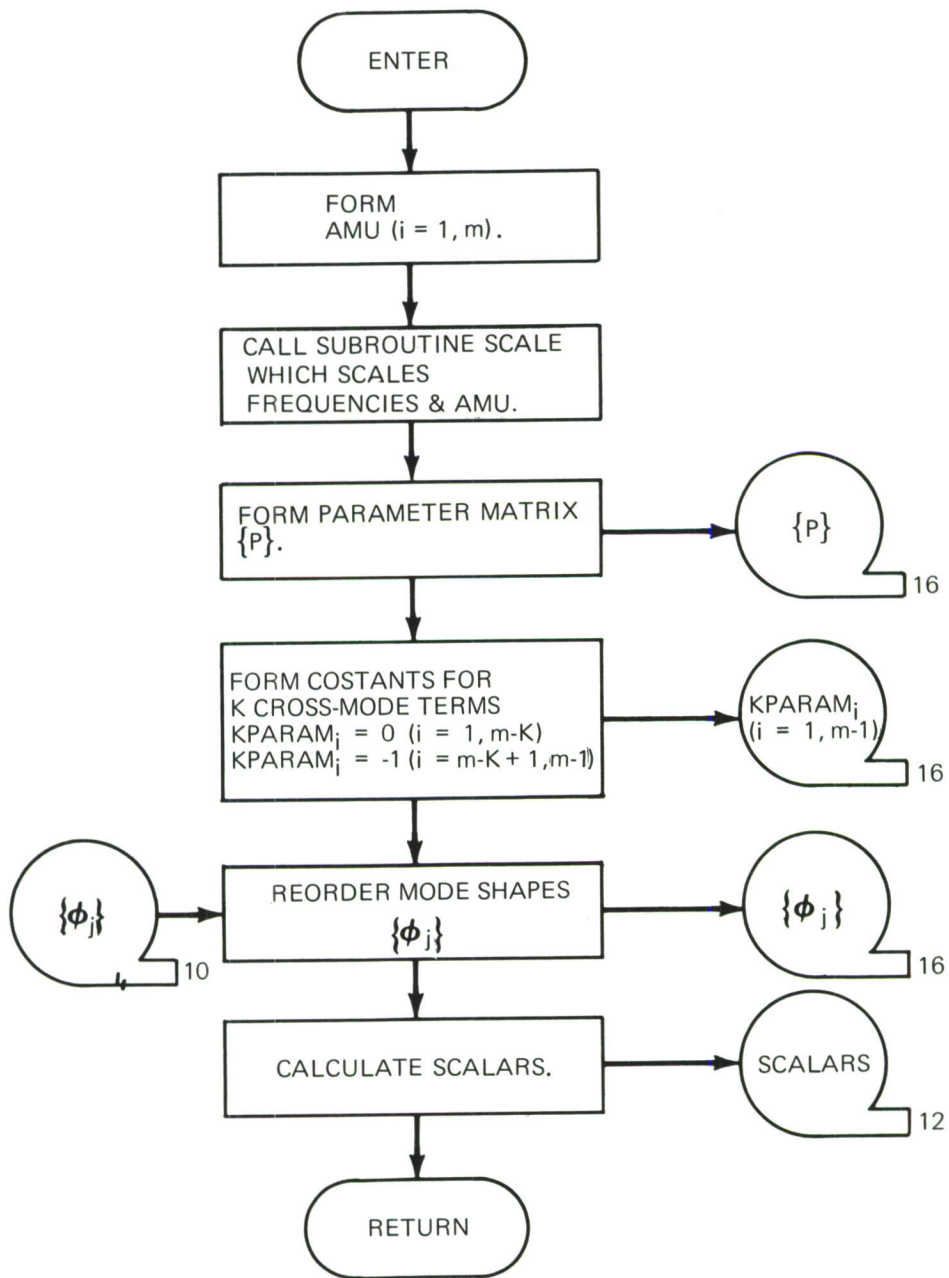 ENTER
FORM
AMU (i = 1, m).
CALL SUBROUTINE SCALE
WHICH SCALES
FREQUENCIES & AMU.
FORM PARAMETER MATRIX
{P}.
{P}
16
FORM COSTANTS FOR
K CROSS-MODE TERMS
KPARAMi = 0 (i = 1, m-K)
KPARAMi = -1 (i = m-K + 1, m-1)
KPARAMi
(i = 1, m-1)
16
{ϕj}
10
REORDER MODE SHAPES
{ϕj}
{ϕj}
16
CALCULATE SCALARS.
SCALARS
12
RETURN